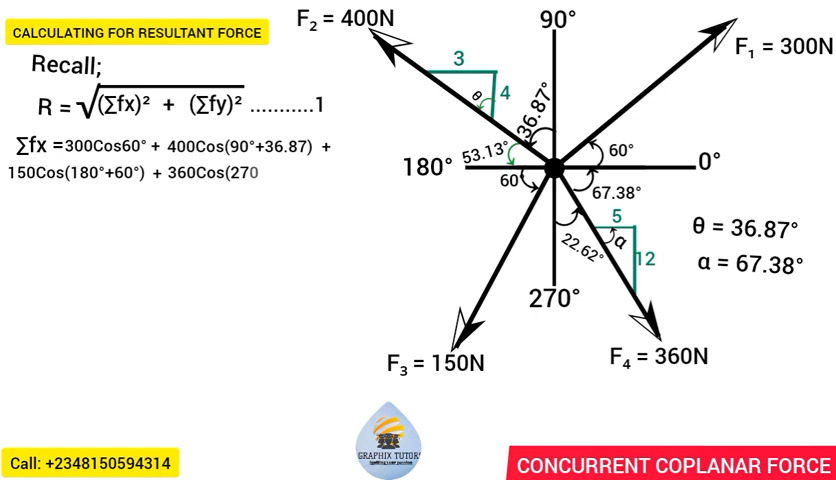 CALCULATING FOR RESULTANT FORCE
Recall;
R = √(∑fx)² + (∑fy)² ...........1
∑fx =300Cos60° + 400Cos(90°+36.87) +
150Cos(180°+60°) + 360Cos(270
F₂ = 400N
90°
F₁ = 300N
3
4
θ
36.87°
53.13°
60°
180°
0°
60°
67.38°
5
α
12
22.62°
θ = 36.87°
α = 67.38°
270°
F₃ = 150N
F₄ = 360N
GRAPHIX TUTOR
Call: +2348150594314
CONCURRENT COPLANAR FORCE